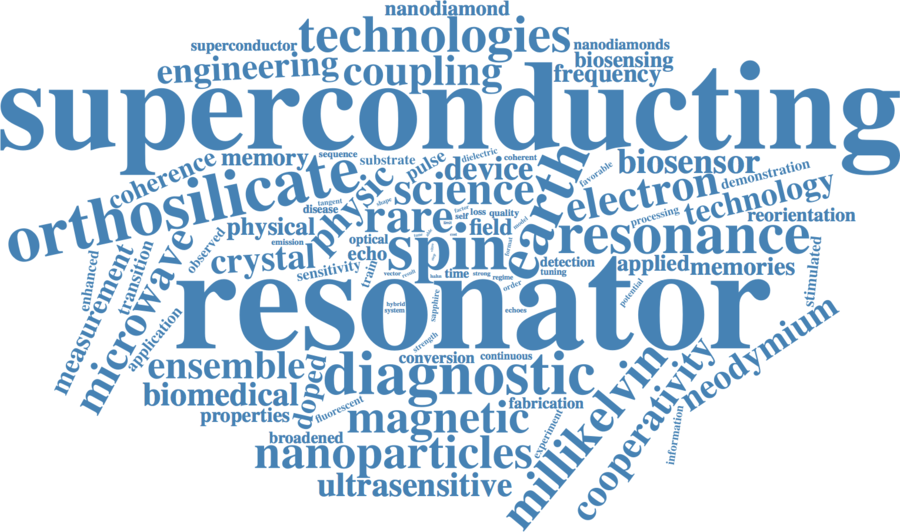 nanodiamond
technologies
superconductor
nanodiamonds
engineering
coupling
biosensing
frequency
superconducting
coherence
memory
sequence
substrate
pulse
dielectric
coherent
device
earth
favorable
biosensor
demonstration
orthosilicate
tangent
disease
physic
shape
science
factor
self
loss
quality
model
electron
processing
technology
reorientation
physical
rare
field
resonance
observed
emission
optical
echo
spin
format
stimulated
enhanced
measurement
transition
microwave
crystal
sensitivity
train
vector
result
hahn
time
strong
regime
detection
tuning
applied
memories
order
potential
application
resonator
hybrid
system
sapphire
echoes
strength
neodymium
ensemble
doped
conversion
continuous
diagnostic
millikelvin
cooperativity
biomedical
properties
fluorescent
magnetic
fabrication
experiment
information
broadened
nanoparticles
ultrasensitive